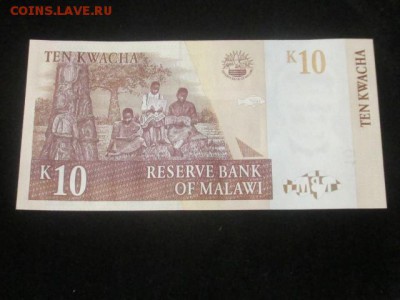 COINS.LAVE.RU
TEN KWACHA
K10
TEN KWACHA
K10
RESERVE BANK
OF MALAWI